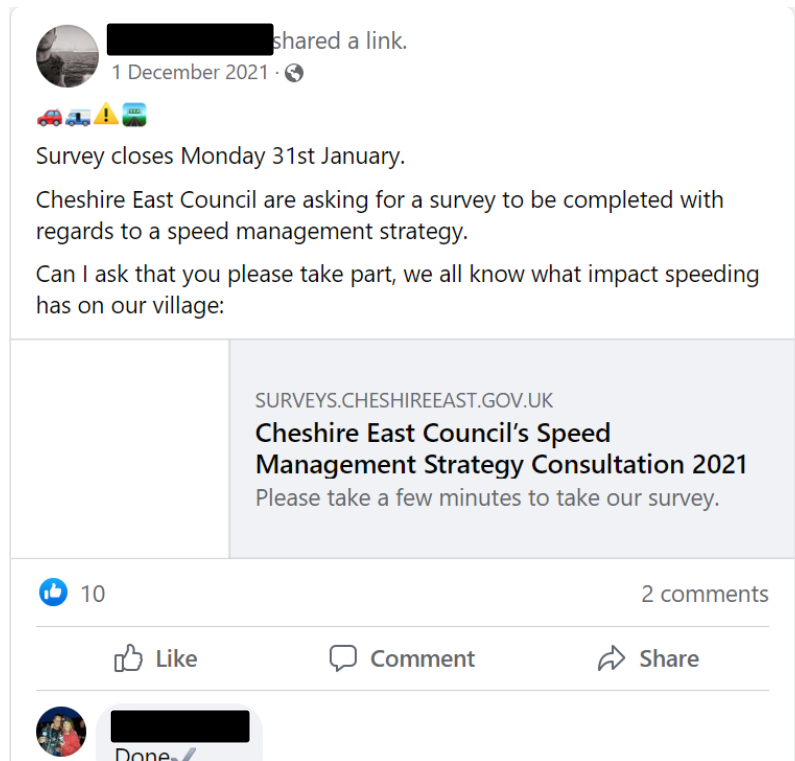 shared a link.
1 December 2021 ·
Survey closes Monday 31st January.
Cheshire East Council are asking for a survey to be completed with
regards to a speed management strategy.
Can I ask that you please take part, we all know what impact speeding
has on our village:
SURVEYS.CHESHIREEAST.GOV.UK
Cheshire East Council’s Speed
Management Strategy Consultation 2021
Please take a few minutes to take our survey.
10
2 comments
Like
Comment
Share
Done